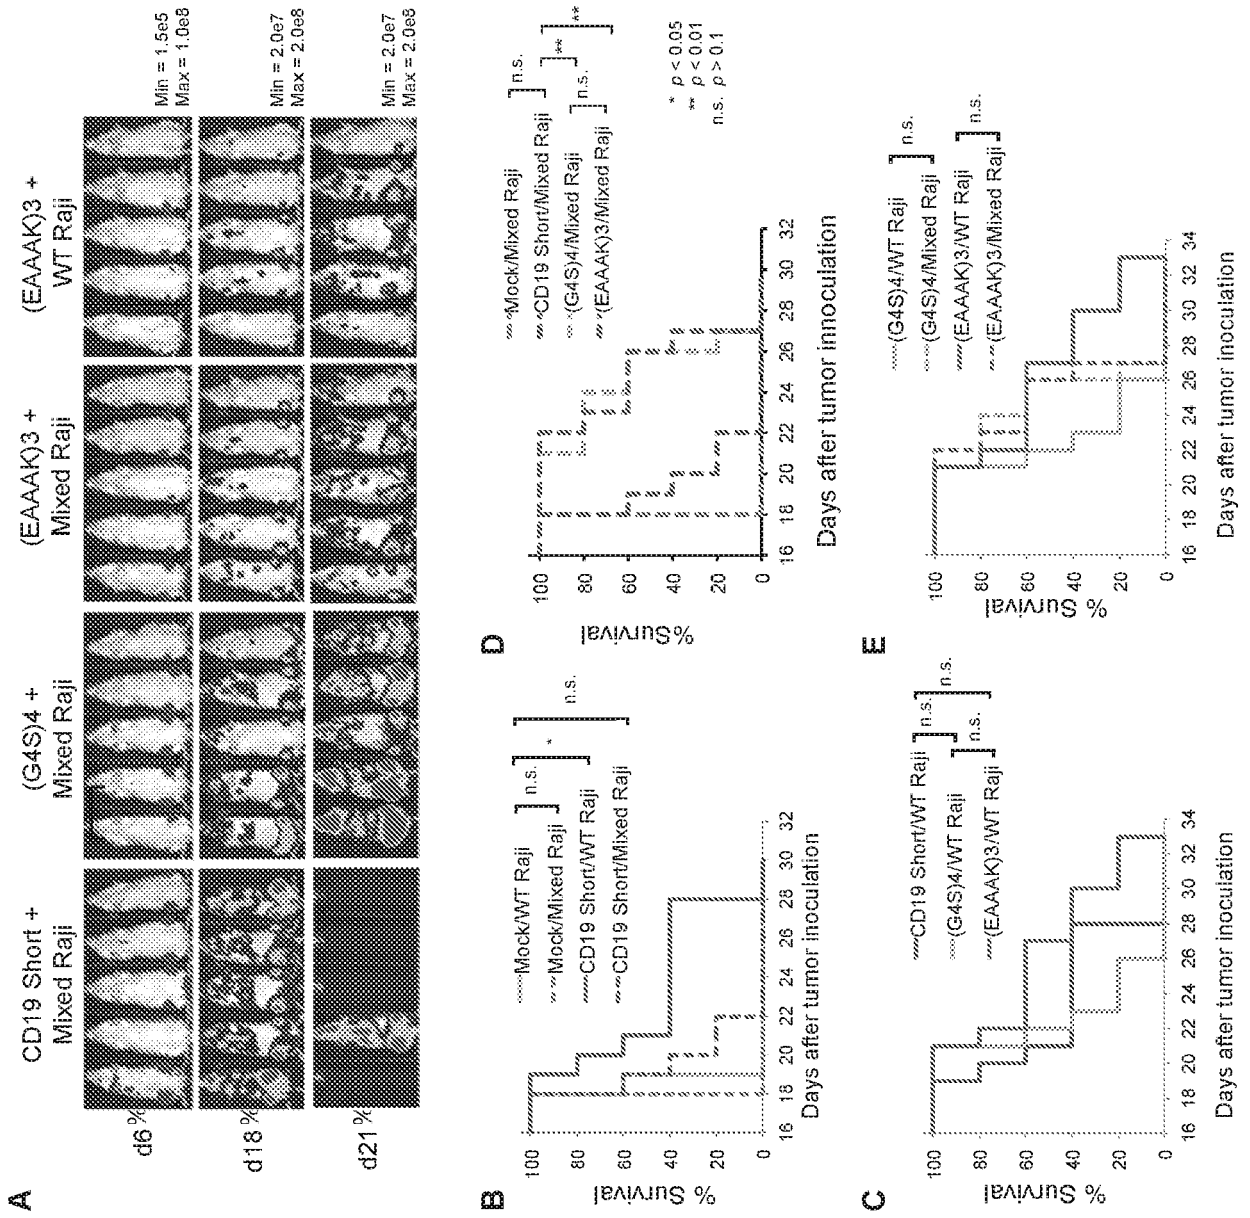 A
CD19 Short +
Mixed Raji
(G4S)4 +
Mixed Raji
(EAAAK)3 +
Mixed Raji
(EAAAK)3 +
WT Raji
d6 %
Min = 1.5e5
Max = 1.0e8
d18 %
Min = 2.0e7
Max = 2.0e8
d21 %
Min = 2.0e7
Max = 2.0e8
B
% Survival
100
80
60
40
20
0
16
18
20
22
24
26
28
30
32
Days after tumor inoculation
Mock/WT Raji
Mock/Mixed Raji
CD19 Short/WT Raji
CD19 Short/Mixed Raji
n.s.
*
n.s.
D
% Survival
100
80
60
40
20
0
16
18
20
22
24
26
28
30
32
Days after tumor innoculation
Mock/Mixed Raji
CD19 Short/Mixed Raji
(G4S)4/Mixed Raji
(EAAAK)3/Mixed Raji
n.s.
**
n.s.
**
* p < 0.05
** p < 0.01
n.s. p > 0.1
C
% Survival
100
80
60
40
20
0
16
18
20
22
24
26
28
30
32
34
Days after tumor inoculation
CD19 Short/WT Raji
(G4S)4/WT Raji
(EAAAK)3/WT Raji
n.s.
n.s.
n.s.
E
% Survival
100
80
60
40
20
0
16
18
20
22
24
26
28
30
32
34
Days after tumor inoculation
(G4S)4/WT Raji
(G4S)4/Mixed Raji
(EAAAK)3/WT Raji
(EAAAK)3/Mixed Raji
n.s.
n.s.